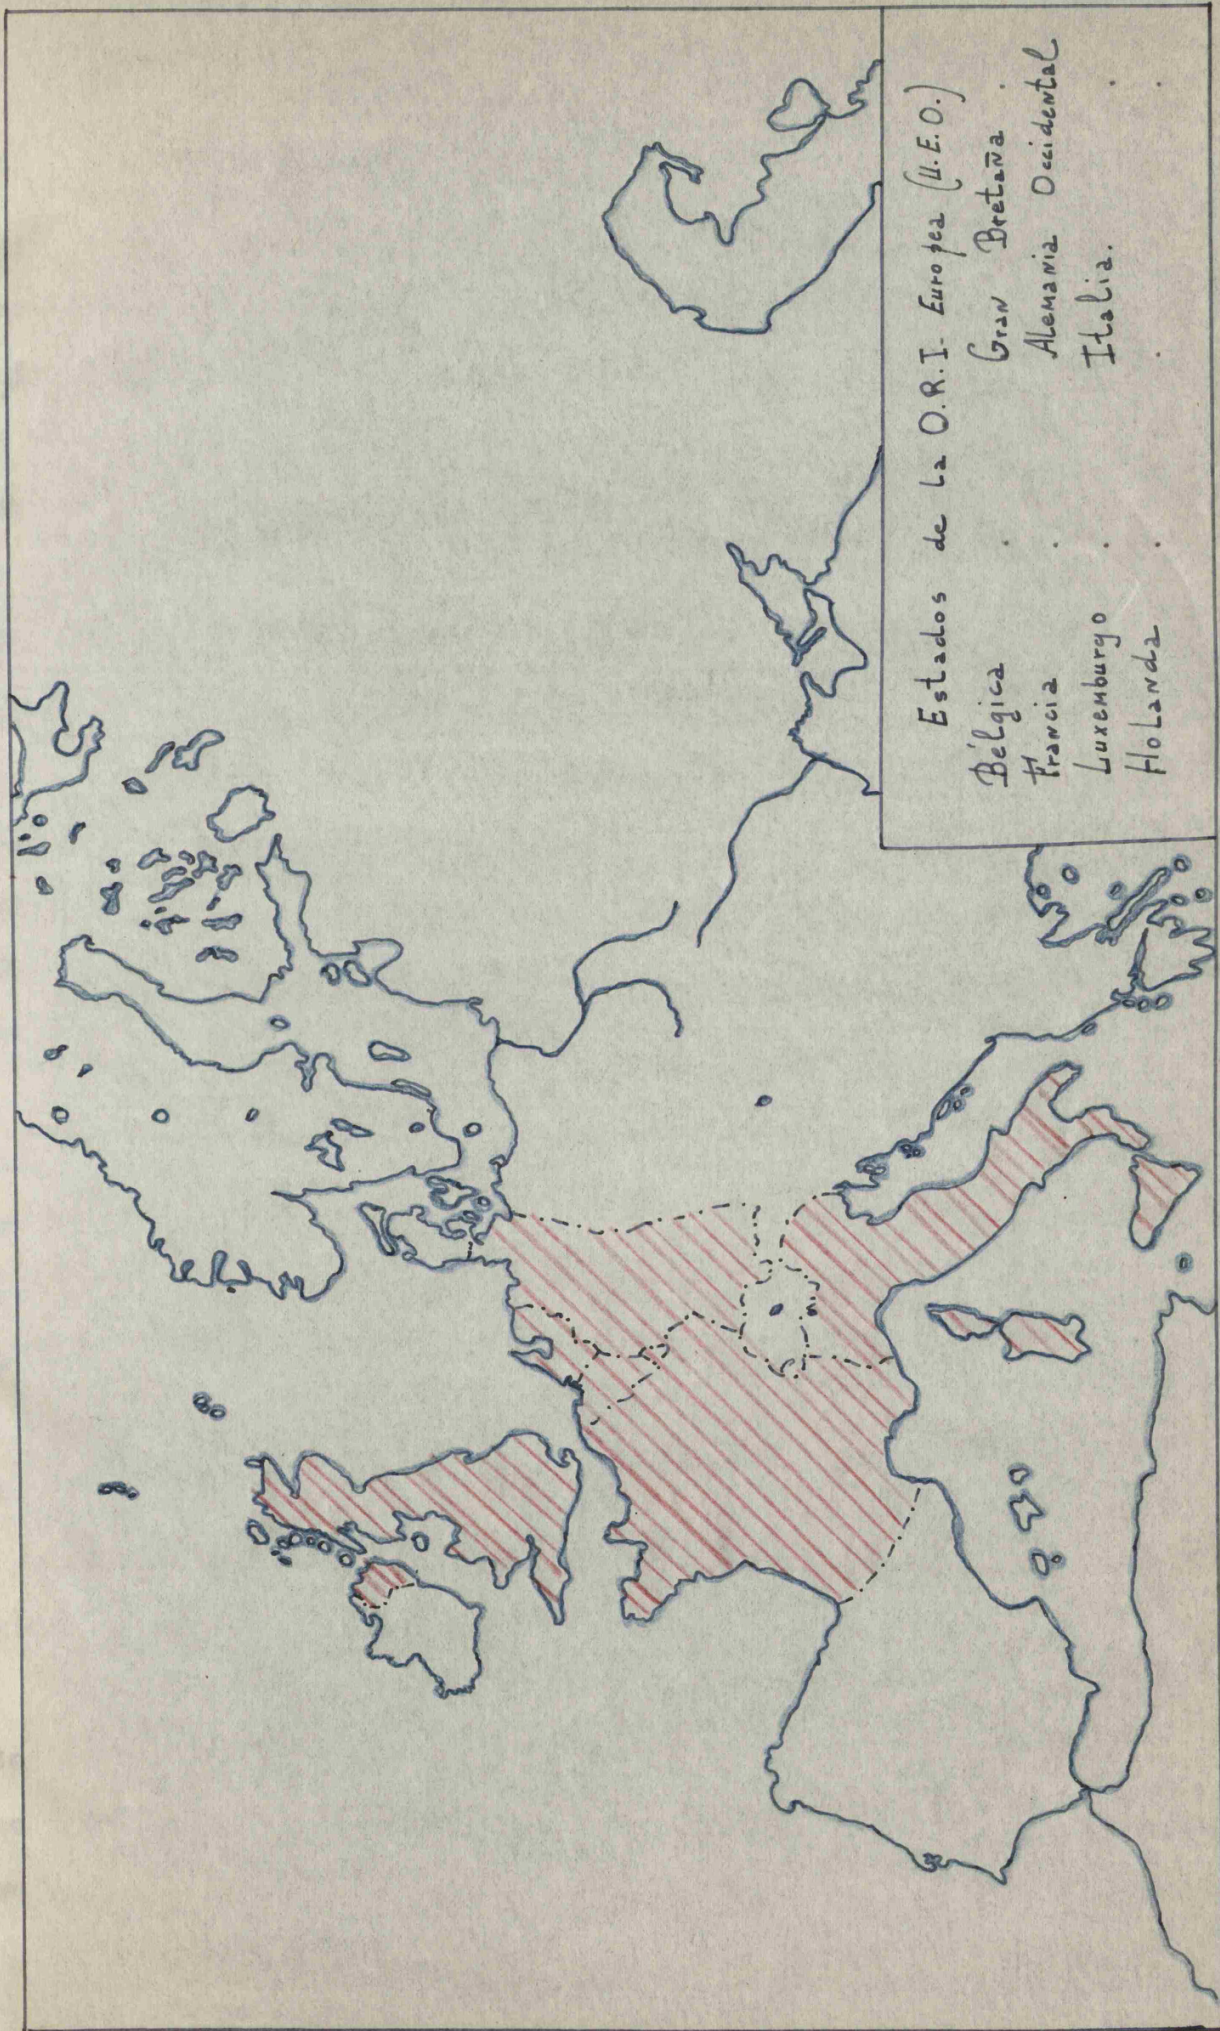 Estados de La O.R.I. Europea (U.E.O.)
Bélgica . Gran Bretaña .
Francia . Alemania Occidental
Luxemburgo . Italia. .
HoLanda . . .